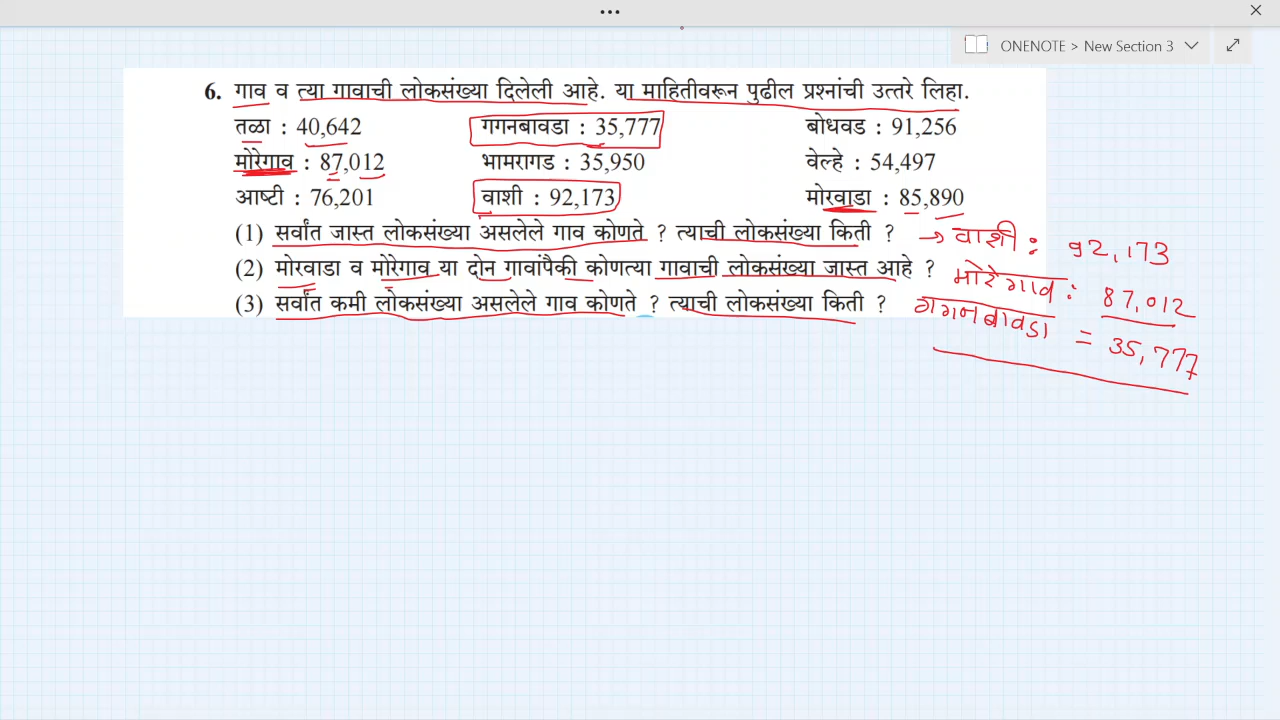 ONENOTE > New Section 3
6. गाव व त्या गावाची लोकसंख्या दिलेली आहे. या माहितीवरून पुढील प्रश्नांची उत्तरे लिहा.
तळा : 40,642 गगनबावडा : 35,777 बोधवड : 91,256
मोरेगाव : 87,012 भामरागड : 35,950 वेल्हे : 54,497
आष्टी : 76,201 वाशी : 92,173 मोरवाडा : 85,890
(1) सर्वांत जास्त लोकसंख्या असलेले गाव कोणते ? त्याची लोकसंख्या किती ? → वाशी : 92,173
(2) मोरवाडा व मोरेगाव या दोन गावांपैकी कोणत्या गावाची लोकसंख्या जास्त आहे ? मोरेगाव : 87,012
(3) सर्वांत कमी लोकसंख्या असलेले गाव कोणते ? त्याची लोकसंख्या किती ? गगनबावडा = 35,777